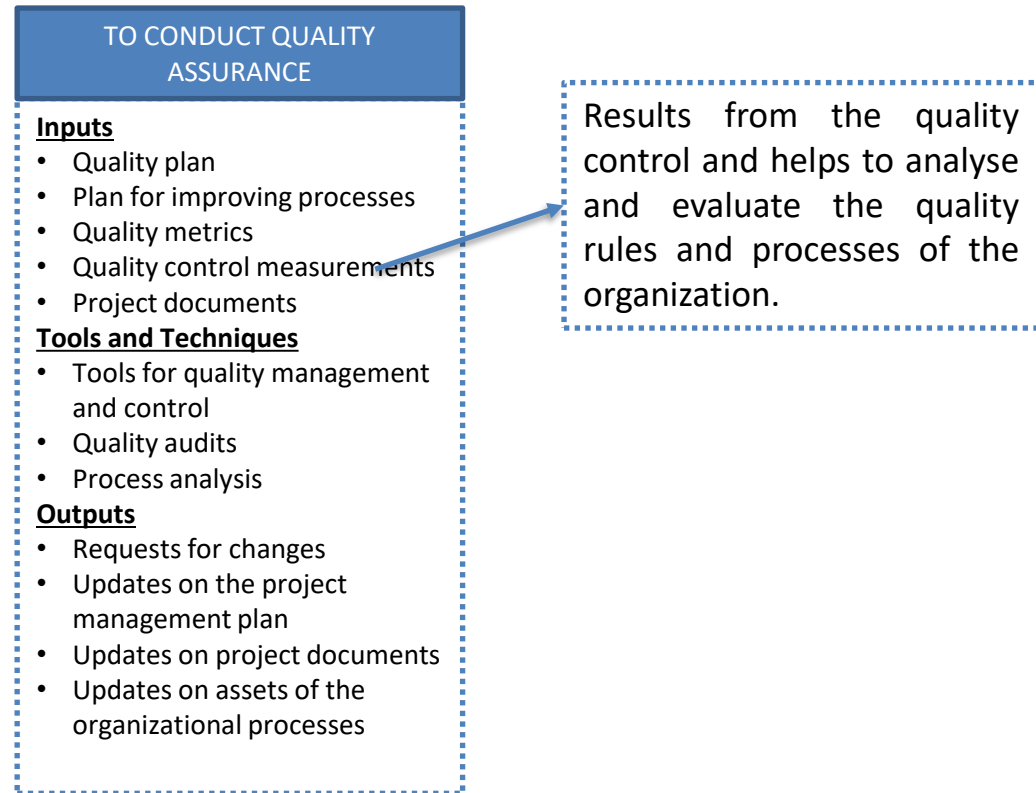 TO CONDUCT QUALITY
ASSURANCE
Inputs
• Quality plan
• Plan for improving processes
• Quality metrics
• Quality control measurements
• Project documents
Tools and Techniques
• Tools for quality management
and control
• Quality audits
• Process analysis
Outputs
• Requests for changes
• Updates on the project
management plan
• Updates on project documents
• Updates on assets of the
organizational processes
Results from the quality
control and helps to analyse
and evaluate the quality
rules and processes of the
organization.